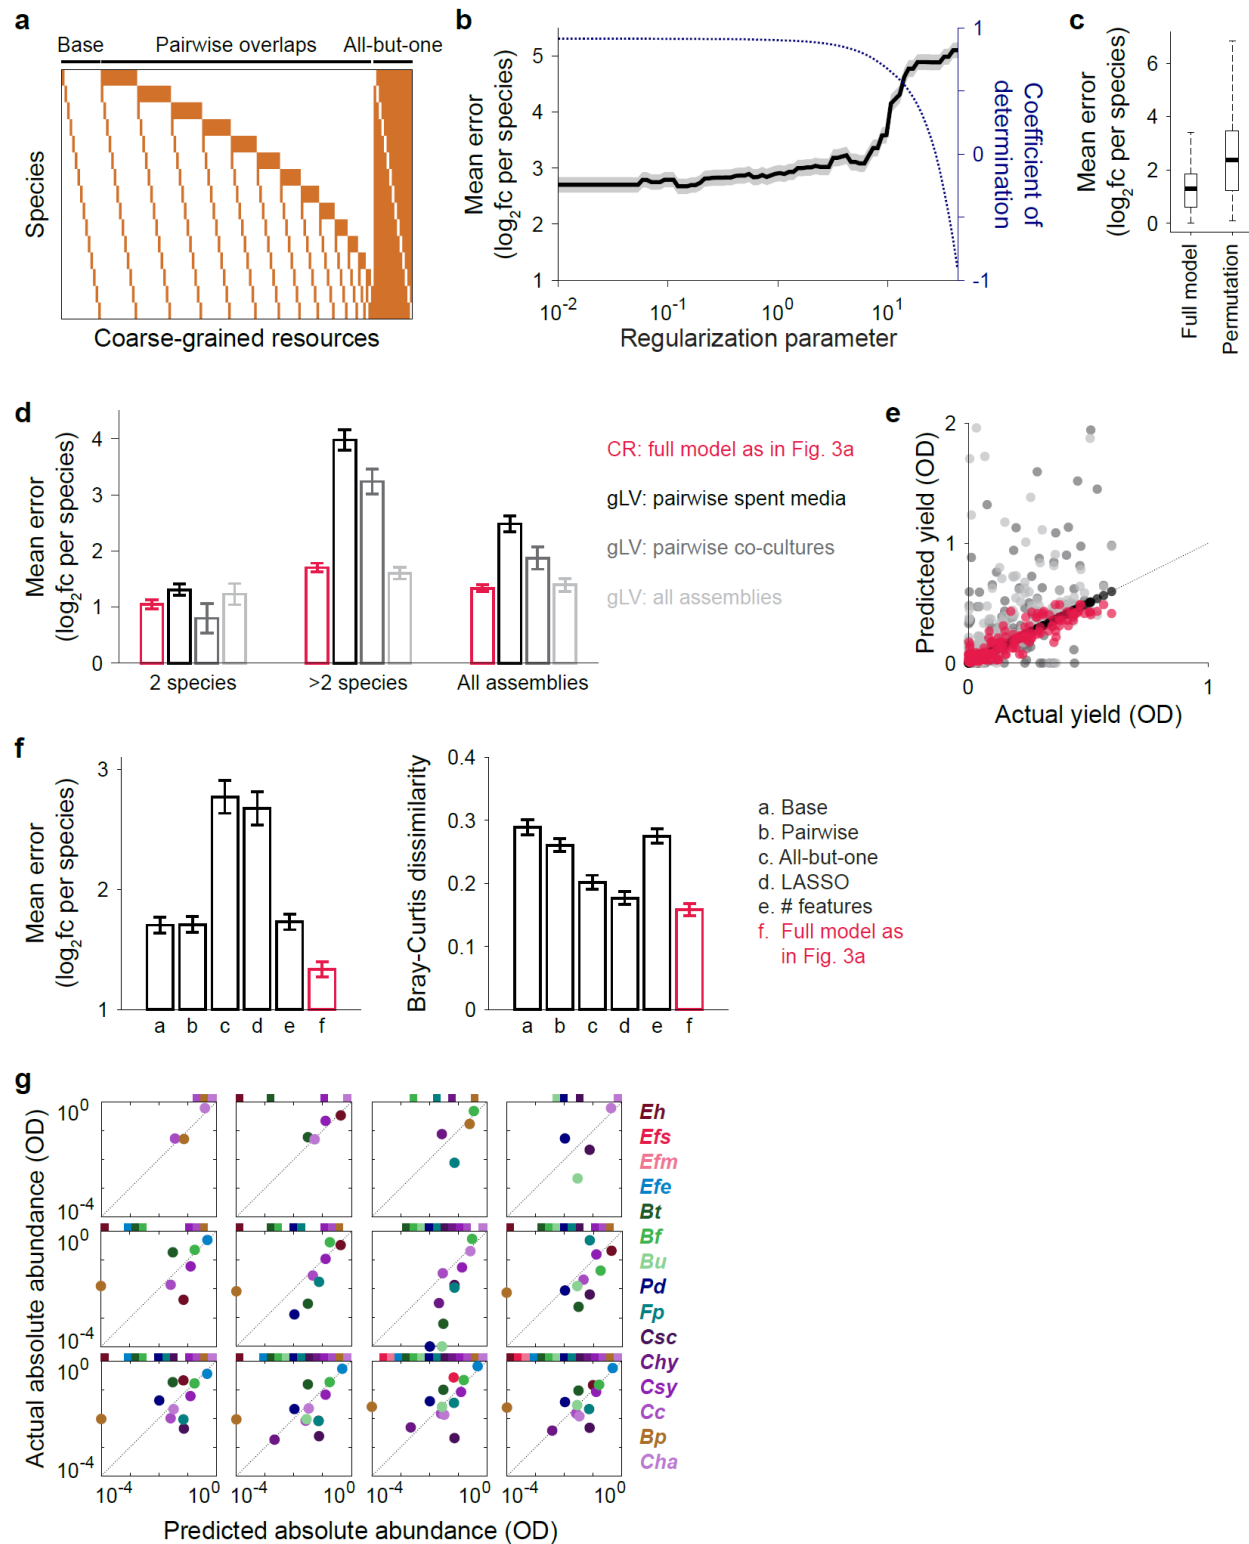 a
Base
Pairwise overlaps
All-but-one
Species
Coarse-grained resources
b
Mean error
(log2fc per species)
5
4
3
2
1
10-2
10-1
100
101
Regularization parameter
1
0
-1
Coefficient of
determination
c
Mean error
(log2fc per species)
6
4
2
0
Full model
Permutation
d
Mean error
(log2fc per species)
4
3
2
1
0
2 species
>2 species
All assemblies
CR: full model as in Fig. 3a
gLV: pairwise spent media
gLV: pairwise co-cultures
gLV: all assemblies
e
Predicted yield (OD)
2
1
0
0
1
Actual yield (OD)
f
Mean error
(log2fc per species)
3
2
1
a b c d e f
Bray-Curtis dissimilarity
0.4
0.3
0.2
0.1
0
a b c d e f
a. Base
b. Pairwise
c. All-but-one
d. LASSO
e. # features
f. Full model as
in Fig. 3a
g
Actual absolute abundance (OD)
100
10-4
100
10-4
100
10-4
10-4 100 10-4 100 10-4 100 10-4 100
Predicted absolute abundance (OD)
Eh
Efs
Efm
Efe
Bt
Bf
Bu
Pd
Fp
Csc
Chy
Csy
Cc
Bp
Cha